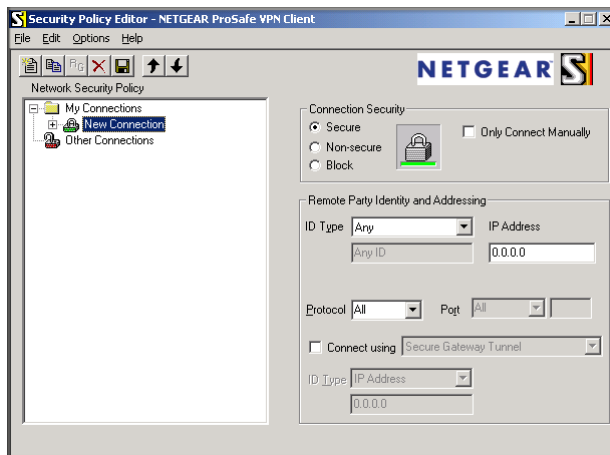 Security Policy Editor - NETGEAR ProSafe VPN Client
File Edit Options Help
NETGEAR
Network Security Policy
My Connections
New Connection
Other Connections
Connection Security
Secure
Non-secure
Block
Only Connect Manually
Remote Party Identity and Addressing
ID Type Any IP Address
Any ID 0.0.0.0
Protocol All Port All
Connect using Secure Gateway Tunnel
ID Type IP Address
0.0.0.0